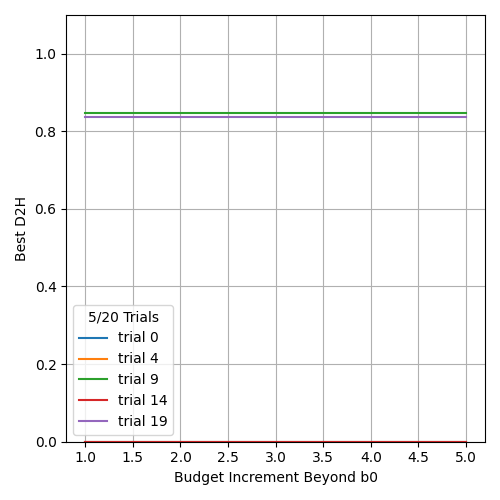 1.0
0.8
0.6
0.4
0.2
0.0
Best D2H
5/20 Trials
trial 0
trial 4
trial 9
trial 14
trial 19
1.0 1.5 2.0 2.5 3.0 3.5 4.0 4.5 5.0
Budget Increment Beyond b0